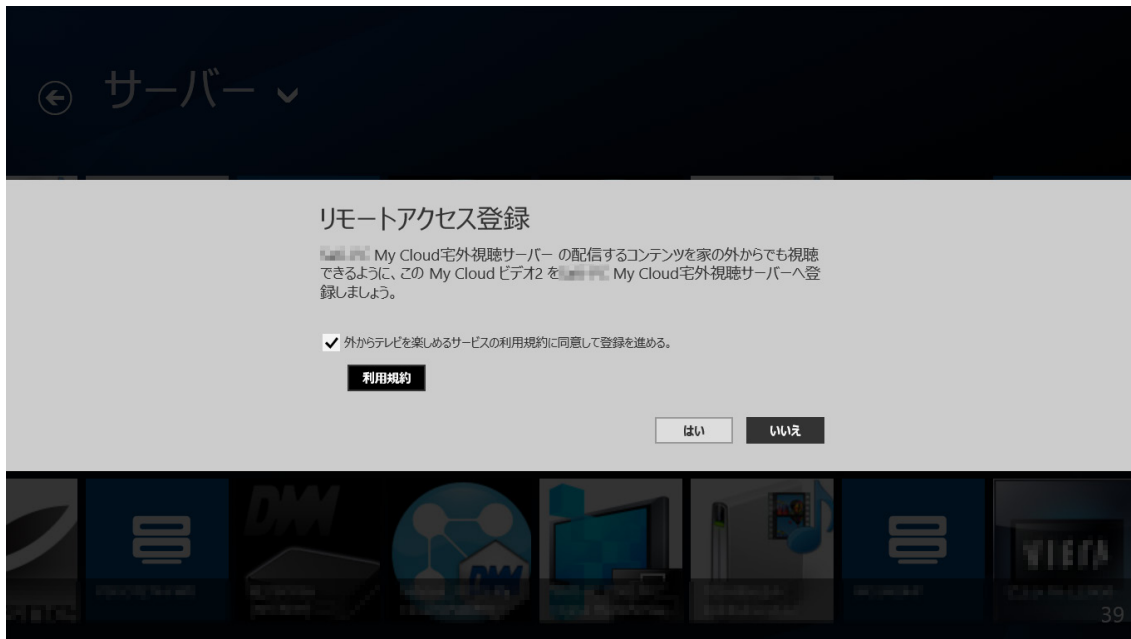 サーバー
リモートアクセス登録
My Cloud宅外視聴サーバー の配信するコンテンツを家の外からでも視聴
できるように、この My Cloud ビデオ2 を My Cloud宅外視聴サーバーへ登
録しましょう。
外からテレビを楽しめるサービスの利用規約に同意して登録を進める。
利用規約
はい いいえ
DMM
DMM
VIERA
39